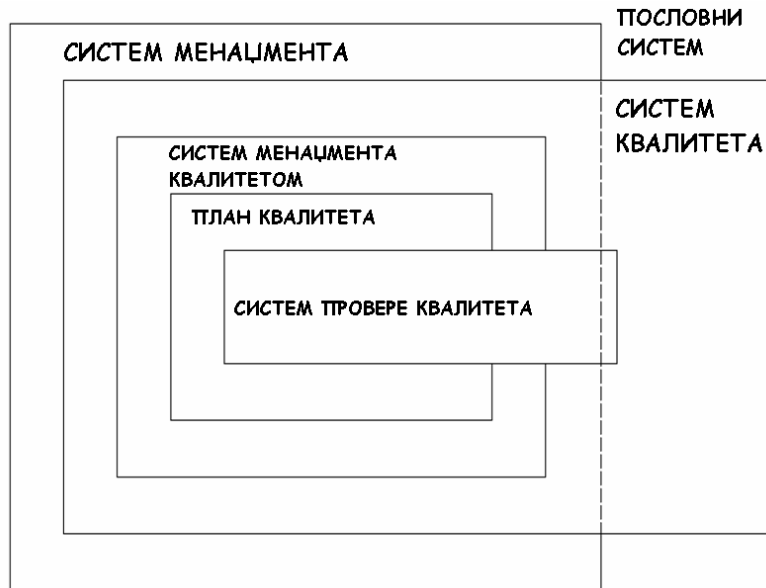 ПОСЛОВНИ
СИСТЕМ
СИСТЕМ МЕНАЏМЕНТА
СИСТЕМ
КВАЛИТЕТА
СИСТЕМ МЕНАЏМЕНТА
КВАЛИТЕТОМ
ПЛАН КВАЛИТЕТА
СИСТЕМ ПРОВЕРЕ КВАЛИТЕТА